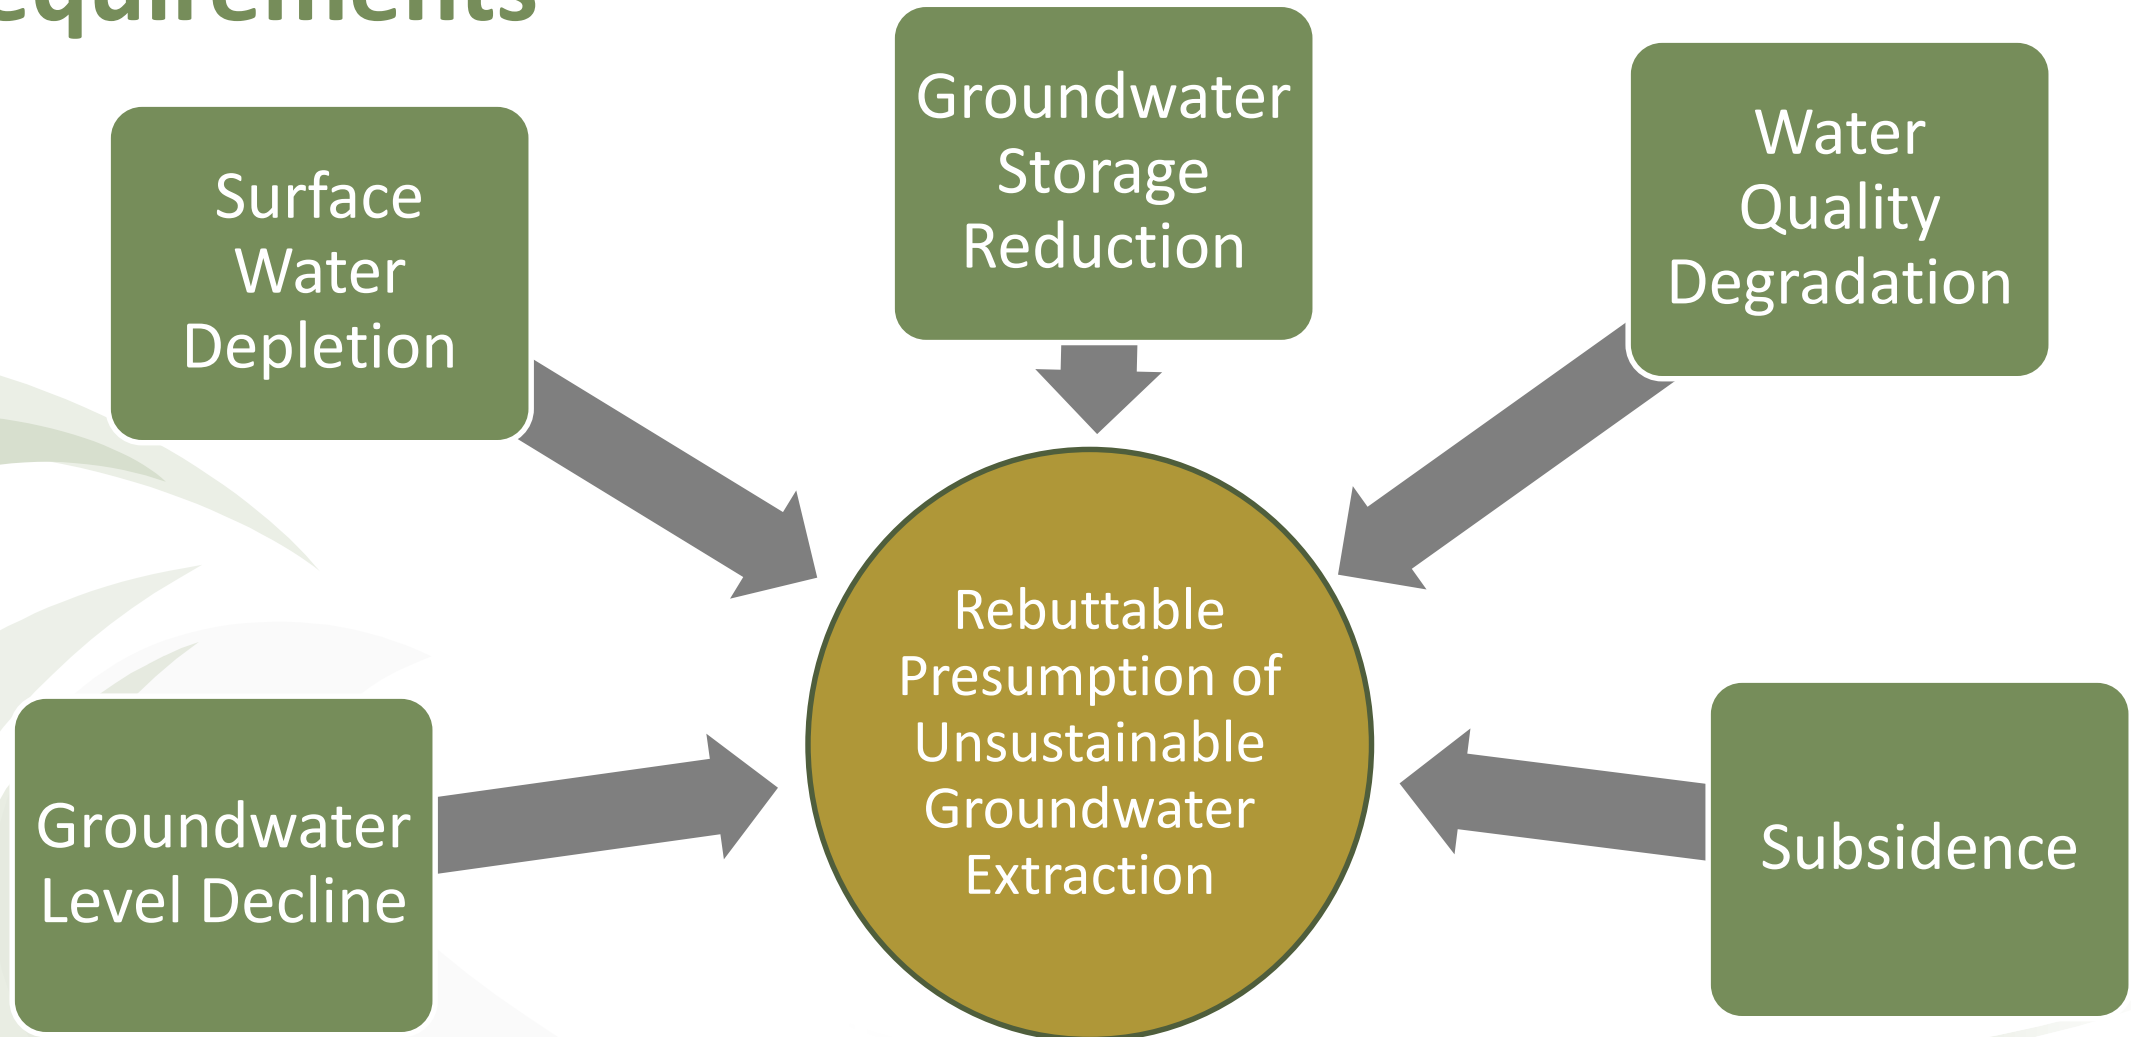 equirements
Surface
Water
Depletion
Groundwater
Storage
Reduction
Water
Quality
Degradation
Groundwater
Level Decline
Rebuttable
Presumption of
Unsustainable
Groundwater
Extraction
Subsidence